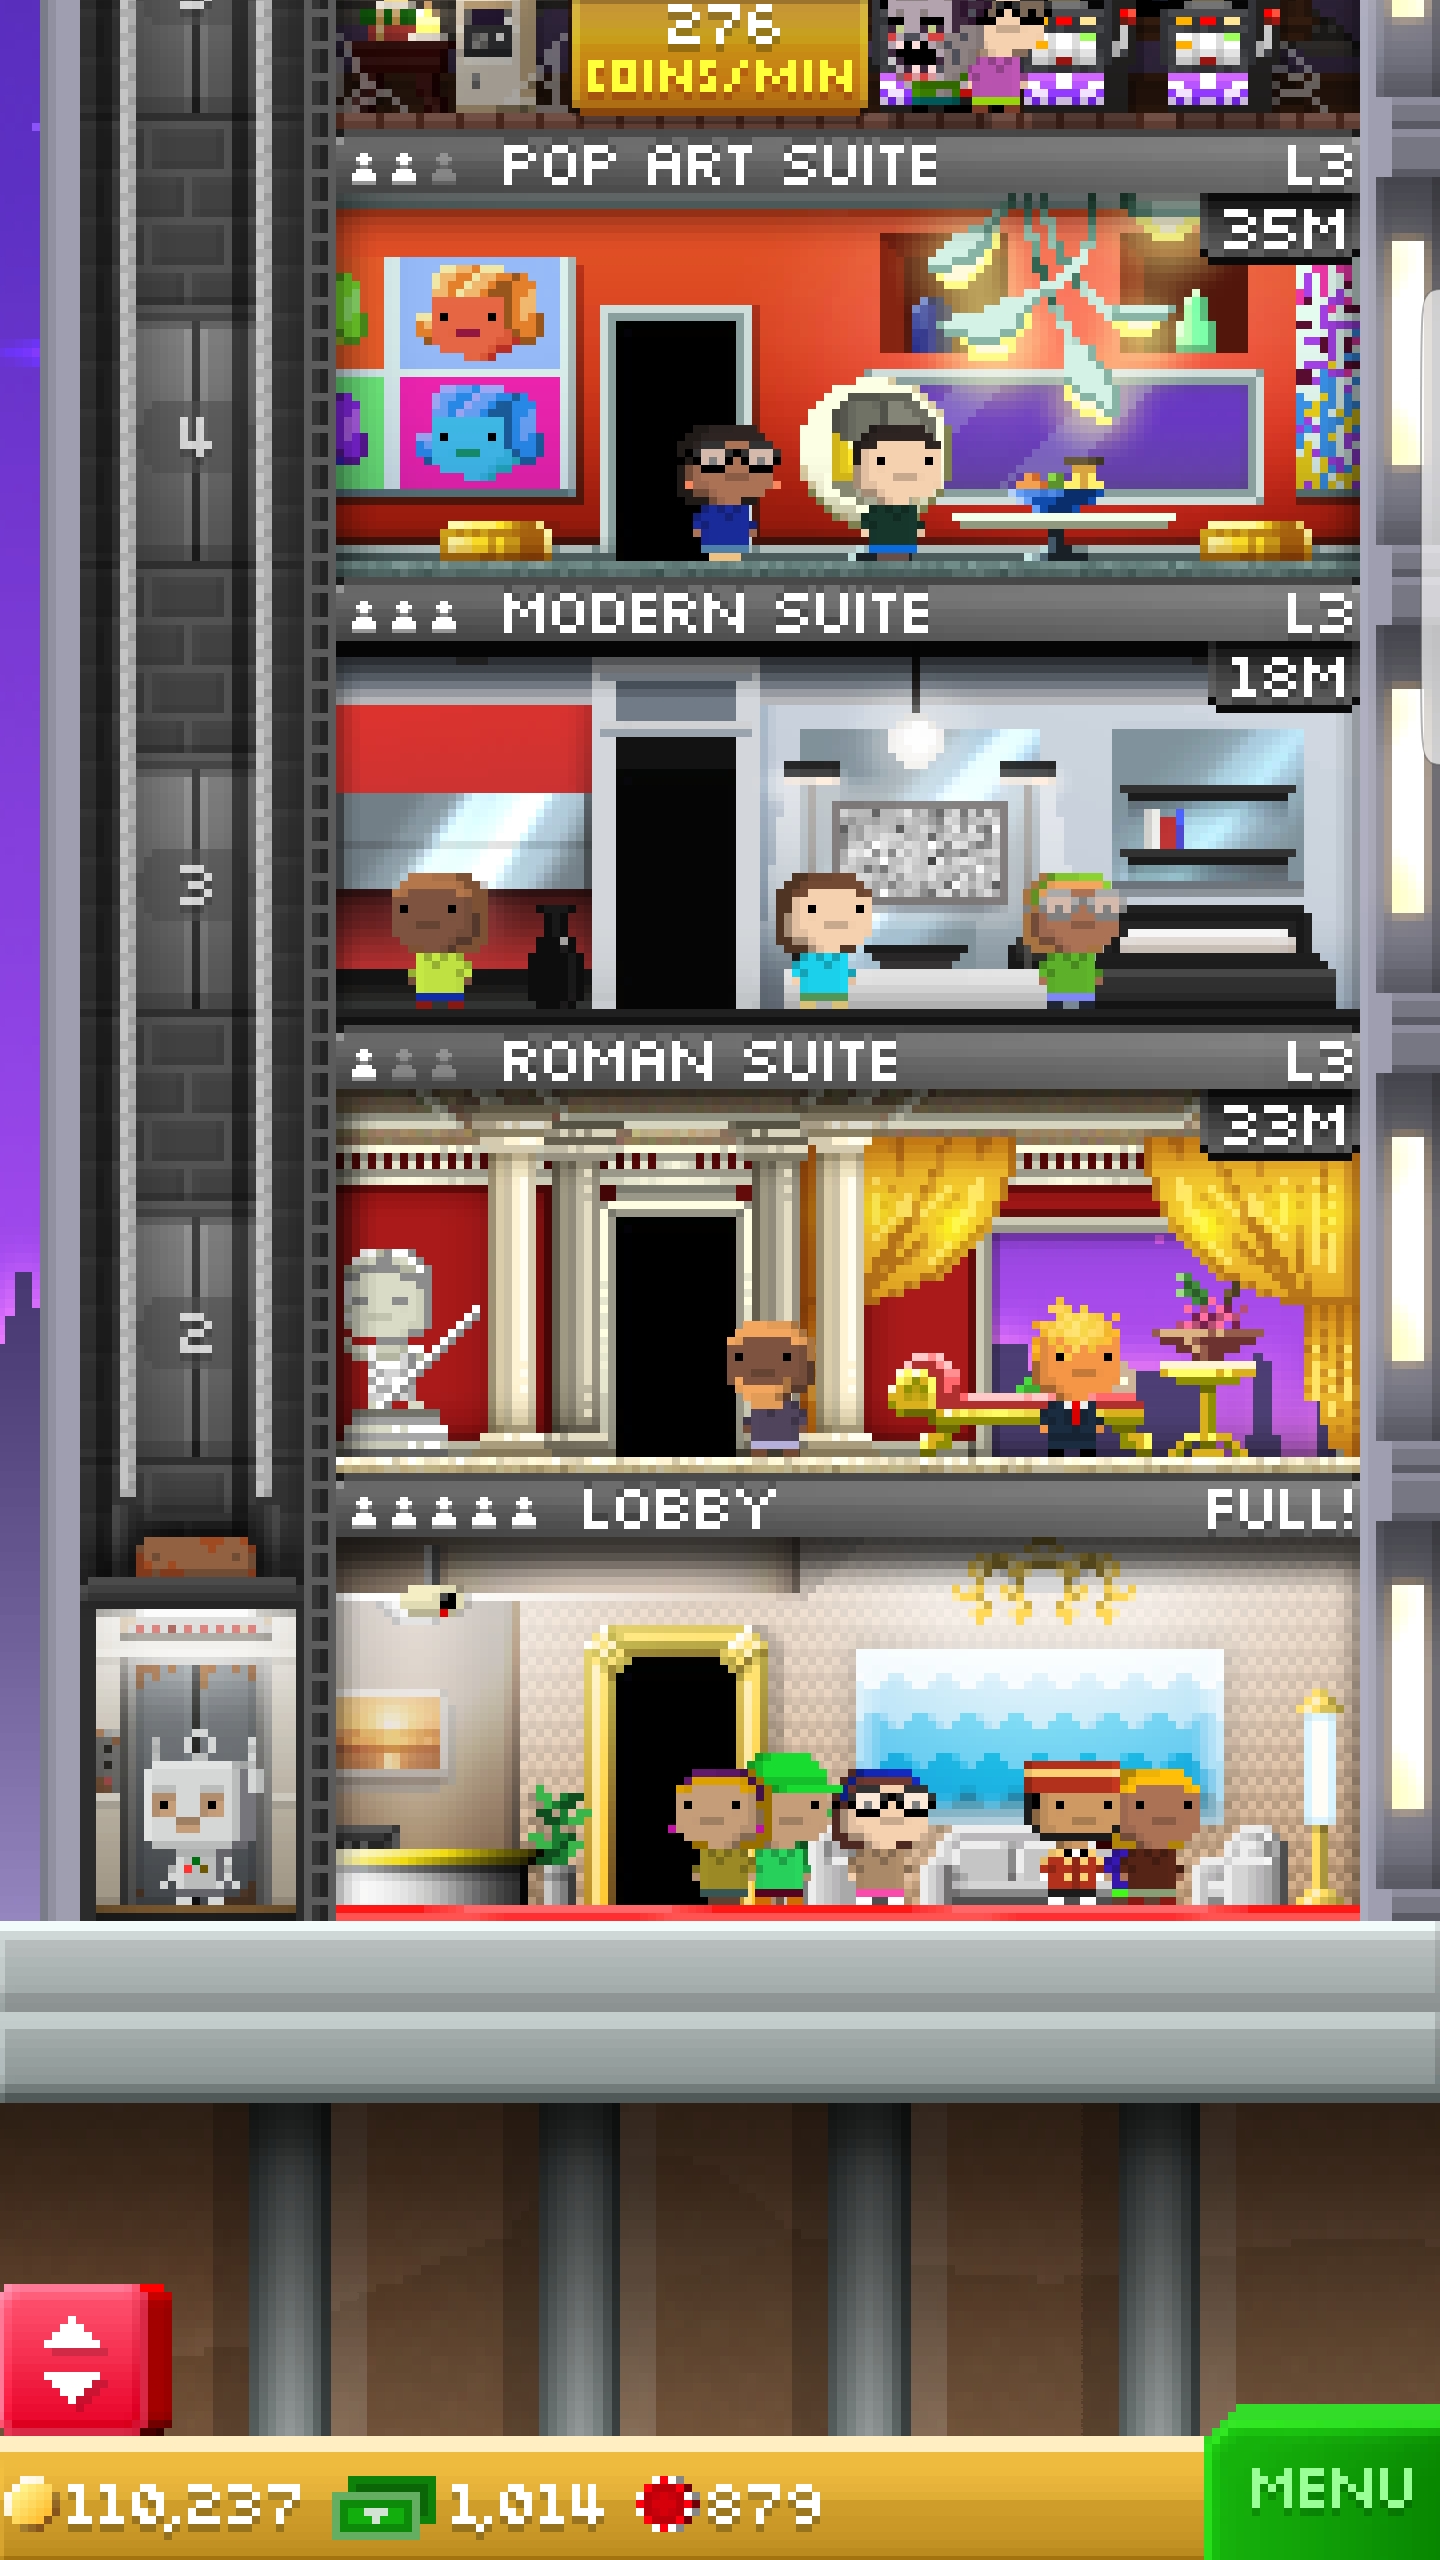 276
COINS/MIN
POP ART SUITE L3
35M
4
MODERN SUITE L3
18M
3
ROMAN SUITE L3
33M
2
LOBBY FULL!
110,237 1,014 879
MENU